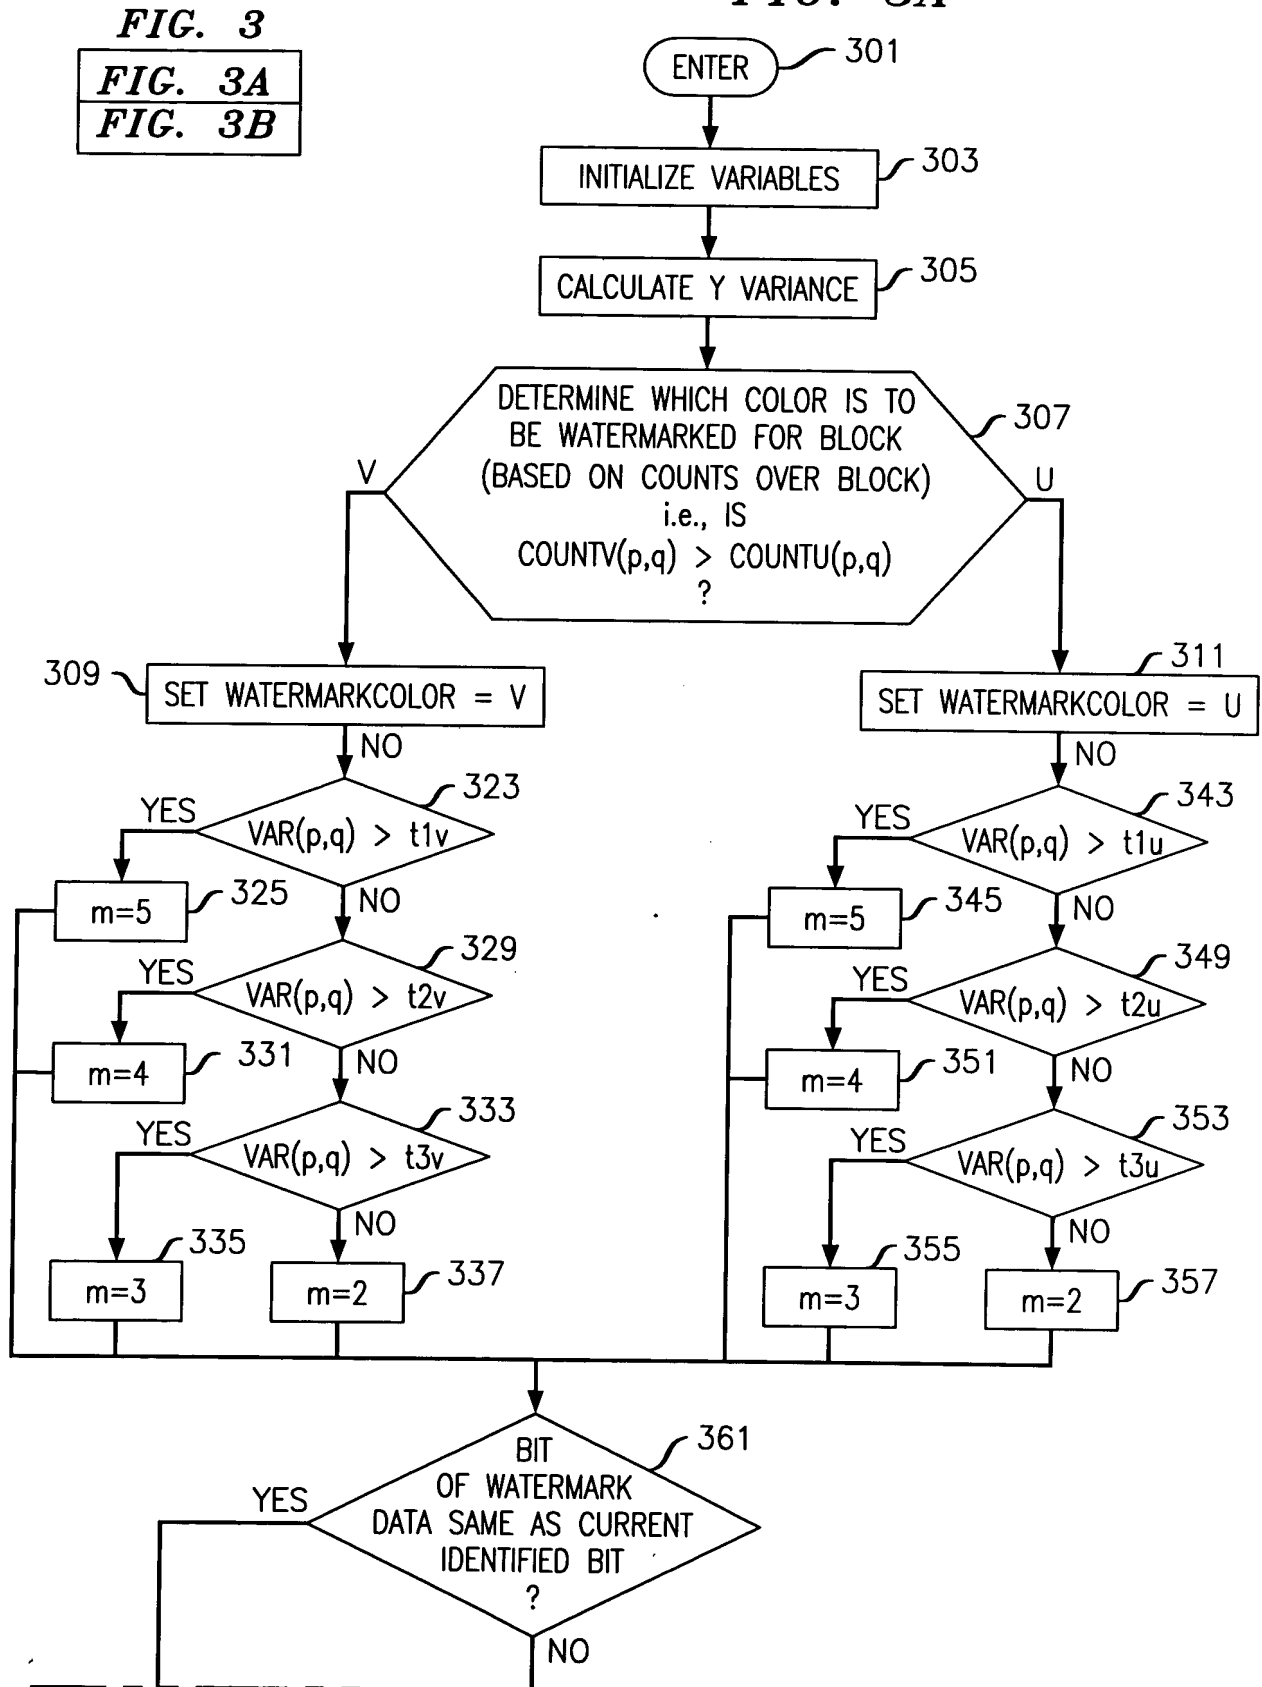 FIG. 3
FIG. 3A
FIG. 3B
FIG. 3A
ENTER
301
INITIALIZE VARIABLES
303
CALCULATE Y VARIANCE
305
DETERMINE WHICH COLOR IS TO
BE WATERMARKED FOR BLOCK
(BASED ON COUNTS OVER BLOCK)
i.e., IS
COUNTV(p,q) > COUNTU(p,q)
?
307
V
U
309
SET WATERMARKCOLOR = V
311
SET WATERMARKCOLOR = U
NO
NO
323
YES
VAR(p,q) > t1v
343
YES
VAR(p,q) > t1u
m=5
325
NO
m=5
345
NO
329
YES
VAR(p,q) > t2v
349
YES
VAR(p,q) > t2u
m=4
331
NO
m=4
351
NO
333
YES
VAR(p,q) > t3v
353
YES
VAR(p,q) > t3u
NO
NO
335
m=3
m=2
337
355
m=3
m=2
357
361
BIT
OF WATERMARK
DATA SAME AS CURRENT
IDENTIFIED BIT
?
YES
NO